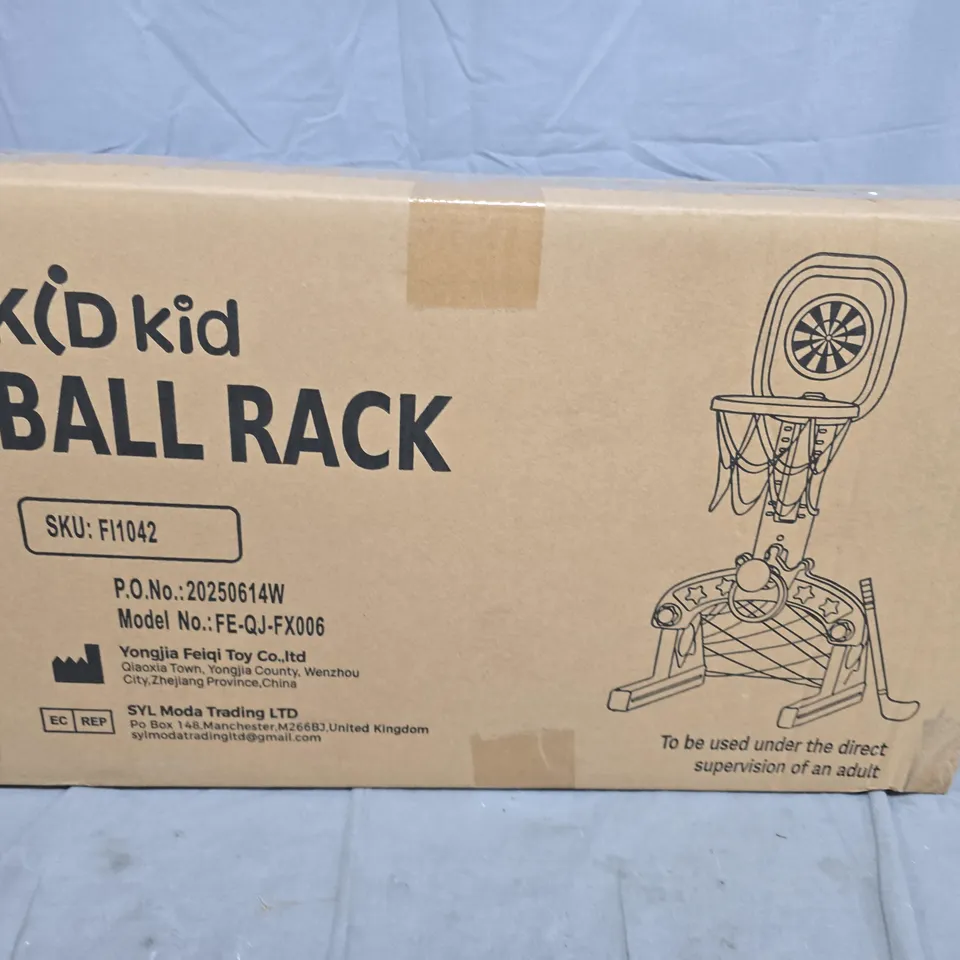 KiD kid
BALL RACK
SKU: FI1042
P.O.No.:20250614W
Model No.:FE-QJ-FX006
Yongjia Feiqi Toy Co.,ltd
Qiaoxia Town, Yongjia County, Wenzhou
City,Zhejiang Province,China
EC REP
SYL Moda Trading LTD
Po Box 148,Manchester,M266BJ,United Kingdom
sylmodatradingltd@gmail.com
To be used under the direct
supervision of an adult